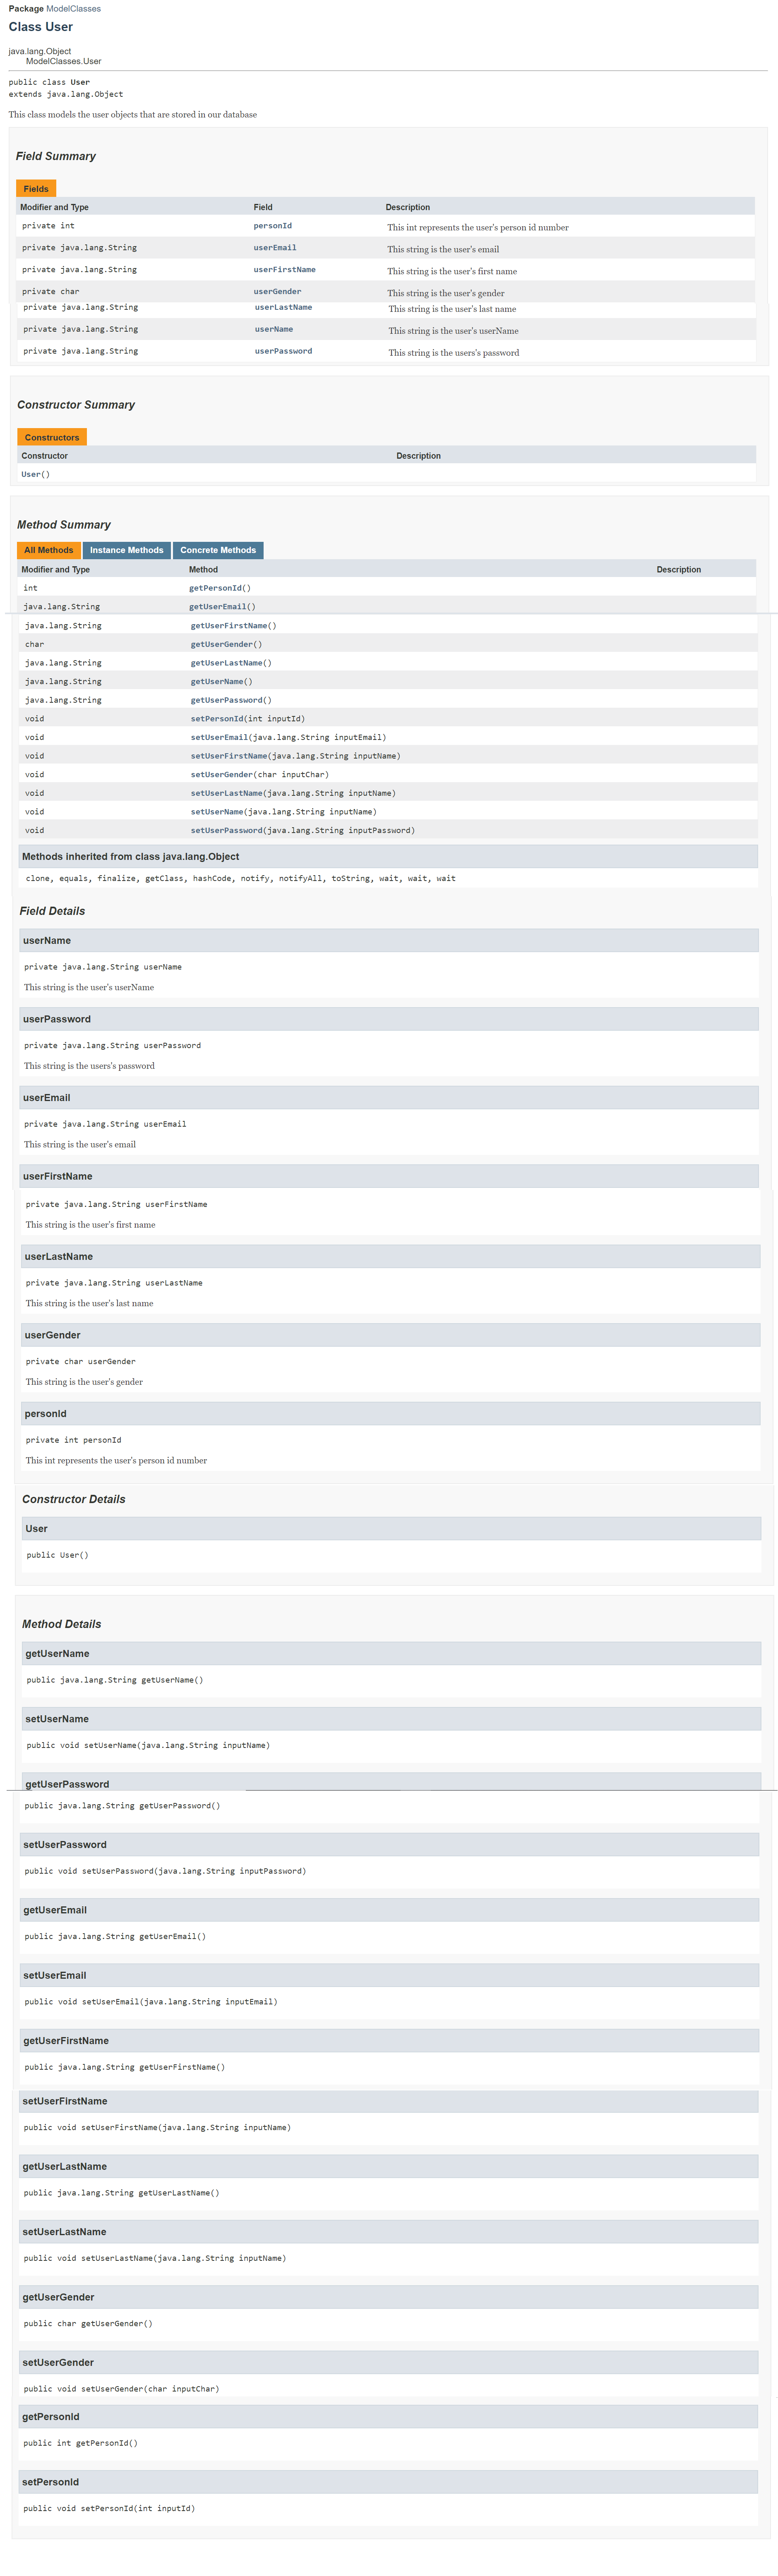 Package ModelClasses
Class User
java.lang.Object
ModelClasses.User
public class User
extends java.lang.Object
This class models the user objects that are stored in our database
Field Summary
Fields
Modifier and Type Field Description
private int personId This int represents the user's person id number
private java.lang.String userEmail This string is the user's email
private java.lang.String userFirstName This string is the user's first name
private char userGender This string is the user's gender
private java.lang.String userLastName This string is the user's last name
private java.lang.String userName This string is the user's userName
private java.lang.String userPassword This string is the users's password
Constructor Summary
Constructors
Constructor Description
User()
Method Summary
All Methods Instance Methods Concrete Methods
Modifier and Type Method Description
int getPersonId()
java.lang.String getUserEmail()
java.lang.String getUserFirstName()
char getUserGender()
java.lang.String getUserLastName()
java.lang.String getUserName()
java.lang.String getUserPassword()
void setPersonId(int inputId)
void setUserEmail(java.lang.String inputEmail)
void setUserFirstName(java.lang.String inputName)
void setUserGender(char inputChar)
void setUserLastName(java.lang.String inputName)
void setUserName(java.lang.String inputName)
void setUserPassword(java.lang.String inputPassword)
Methods inherited from class java.lang.Object
clone, equals, finalize, getClass, hashCode, notify, notifyAll, toString, wait, wait, wait
Field Details
userName
private java.lang.String userName
This string is the user's userName
userPassword
private java.lang.String userPassword
This string is the users's password
userEmail
private java.lang.String userEmail
This string is the user's email
userFirstName
private java.lang.String userFirstName
This string is the user's first name
userLastName
private java.lang.String userLastName
This string is the user's last name
userGender
private char userGender
This string is the user's gender
personId
private int personId
This int represents the user's person id number
Constructor Details
User
public User()
Method Details
getUserName
public java.lang.String getUserName()
setUserName
public void setUserName(java.lang.String inputName)
getUserPassword
public java.lang.String getUserPassword()
setUserPassword
public void setUserPassword(java.lang.String inputPassword)
getUserEmail
public java.lang.String getUserEmail()
setUserEmail
public void setUserEmail(java.lang.String inputEmail)
getUserFirstName
public java.lang.String getUserFirstName()
setUserFirstName
public void setUserFirstName(java.lang.String inputName)
getUserLastName
public java.lang.String getUserLastName()
setUserLastName
public void setUserLastName(java.lang.String inputName)
getUserGender
public char getUserGender()
setUserGender
public void setUserGender(char inputChar)
getPersonId
public int getPersonId()
setPersonId
public void setPersonId(int inputId)